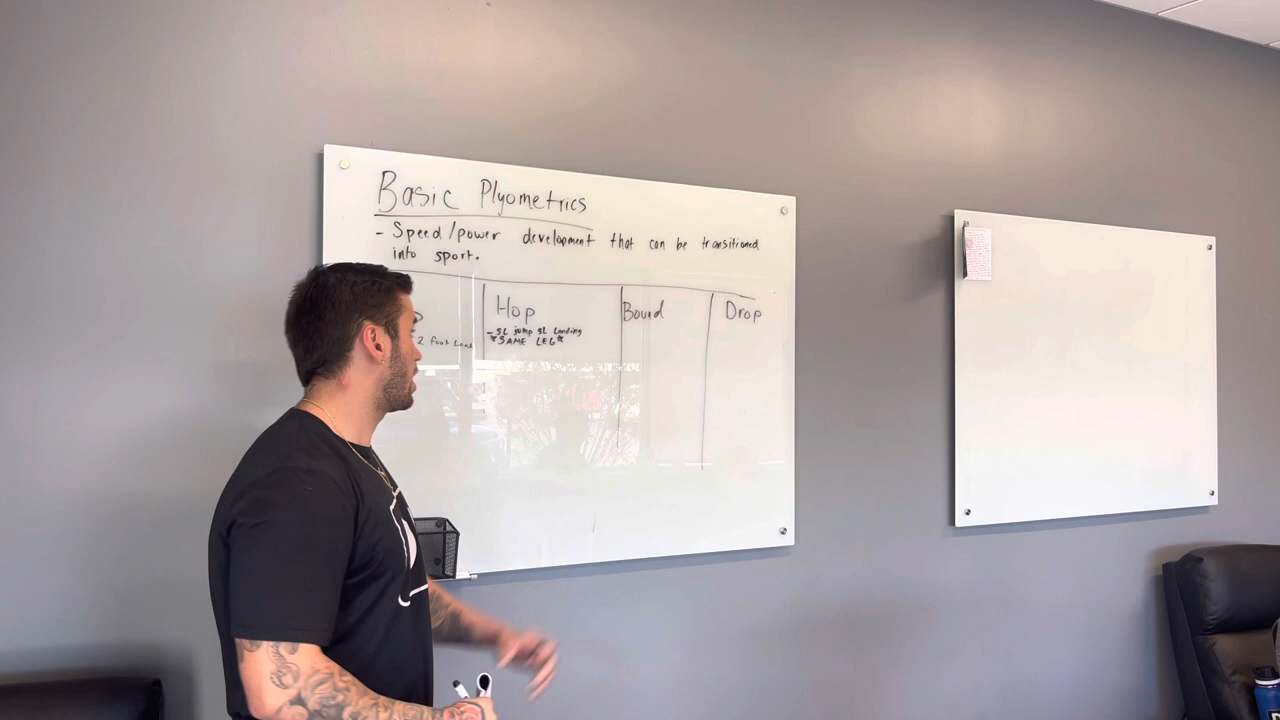 Basic Plyometrics
- Speed/power development that can be transitioned
into sport.
Hop
Bound
Drop
2 foot
- SL jump SL Landing
*SAME LEG*